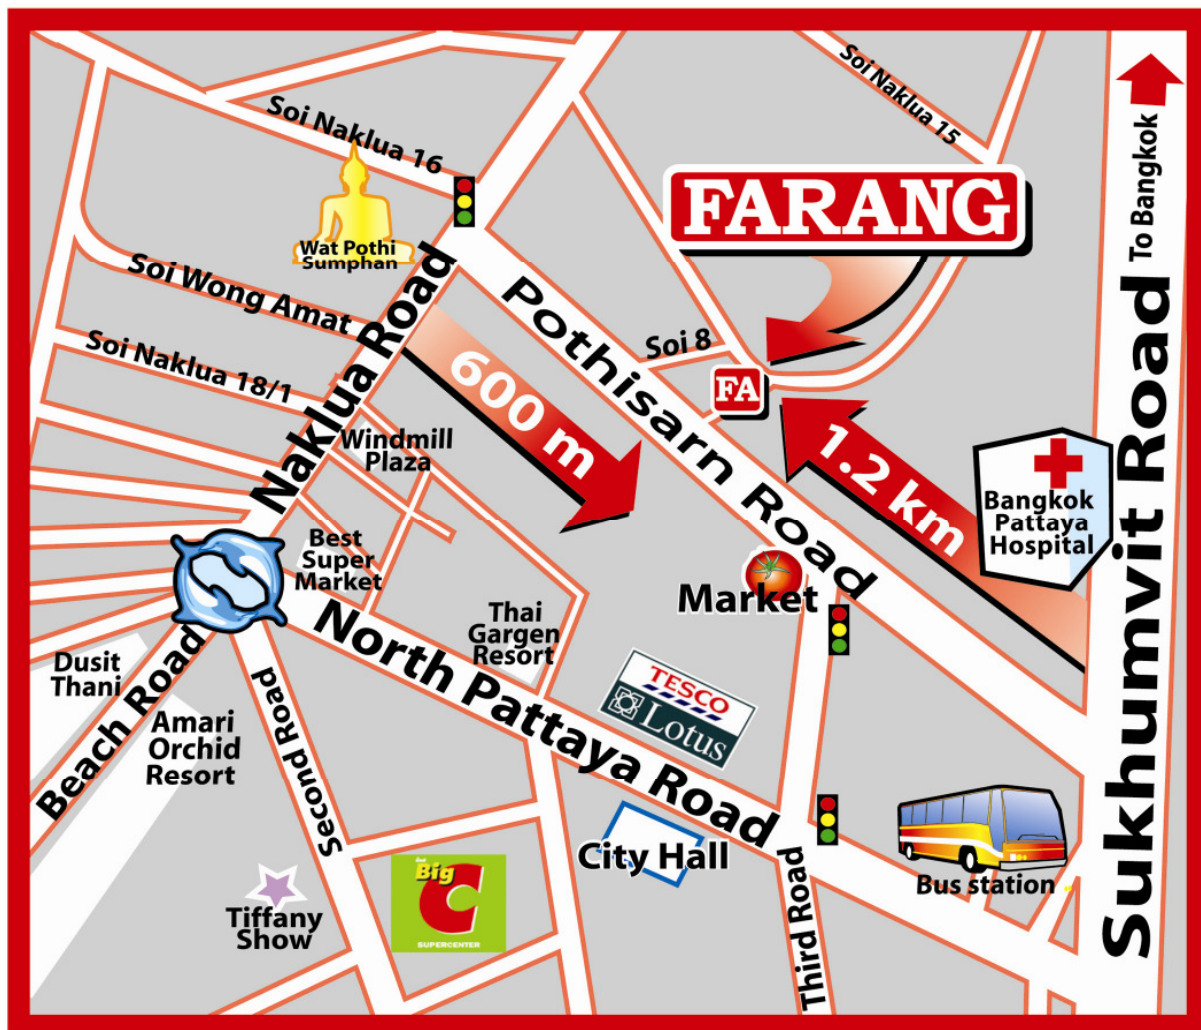 Soi Naklua 16
Soi Naklua 15
To Bangkok
FARANG
Wat Pothi
Sumphan
Soi Wong Amat
Naklua Road
Pothisarn Road
Soi 8
FA
600 m
1.2 km
Soi Naklua 18/1
Windmill
Plaza
Bangkok
Pattaya
Hospital
Sukhumvit Road
Best
Super
Market
Market
Thai
Gargen
Resort
North Pattaya Road
TESCO
Lotus
Dusit
Thani
Beach Road
Amari
Orchid
Resort
Second Road
City Hall
Bus station
Third Road
Big
C
SUPERCENTER
Tiffany
Show